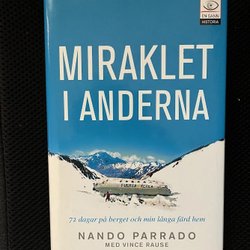 EN SANN
HISTORIA
MIRAKLET
I ANDERNA
72 dagar på berget och min långa färd hem
NANDO PARRADO
MED VINCE RAUSE